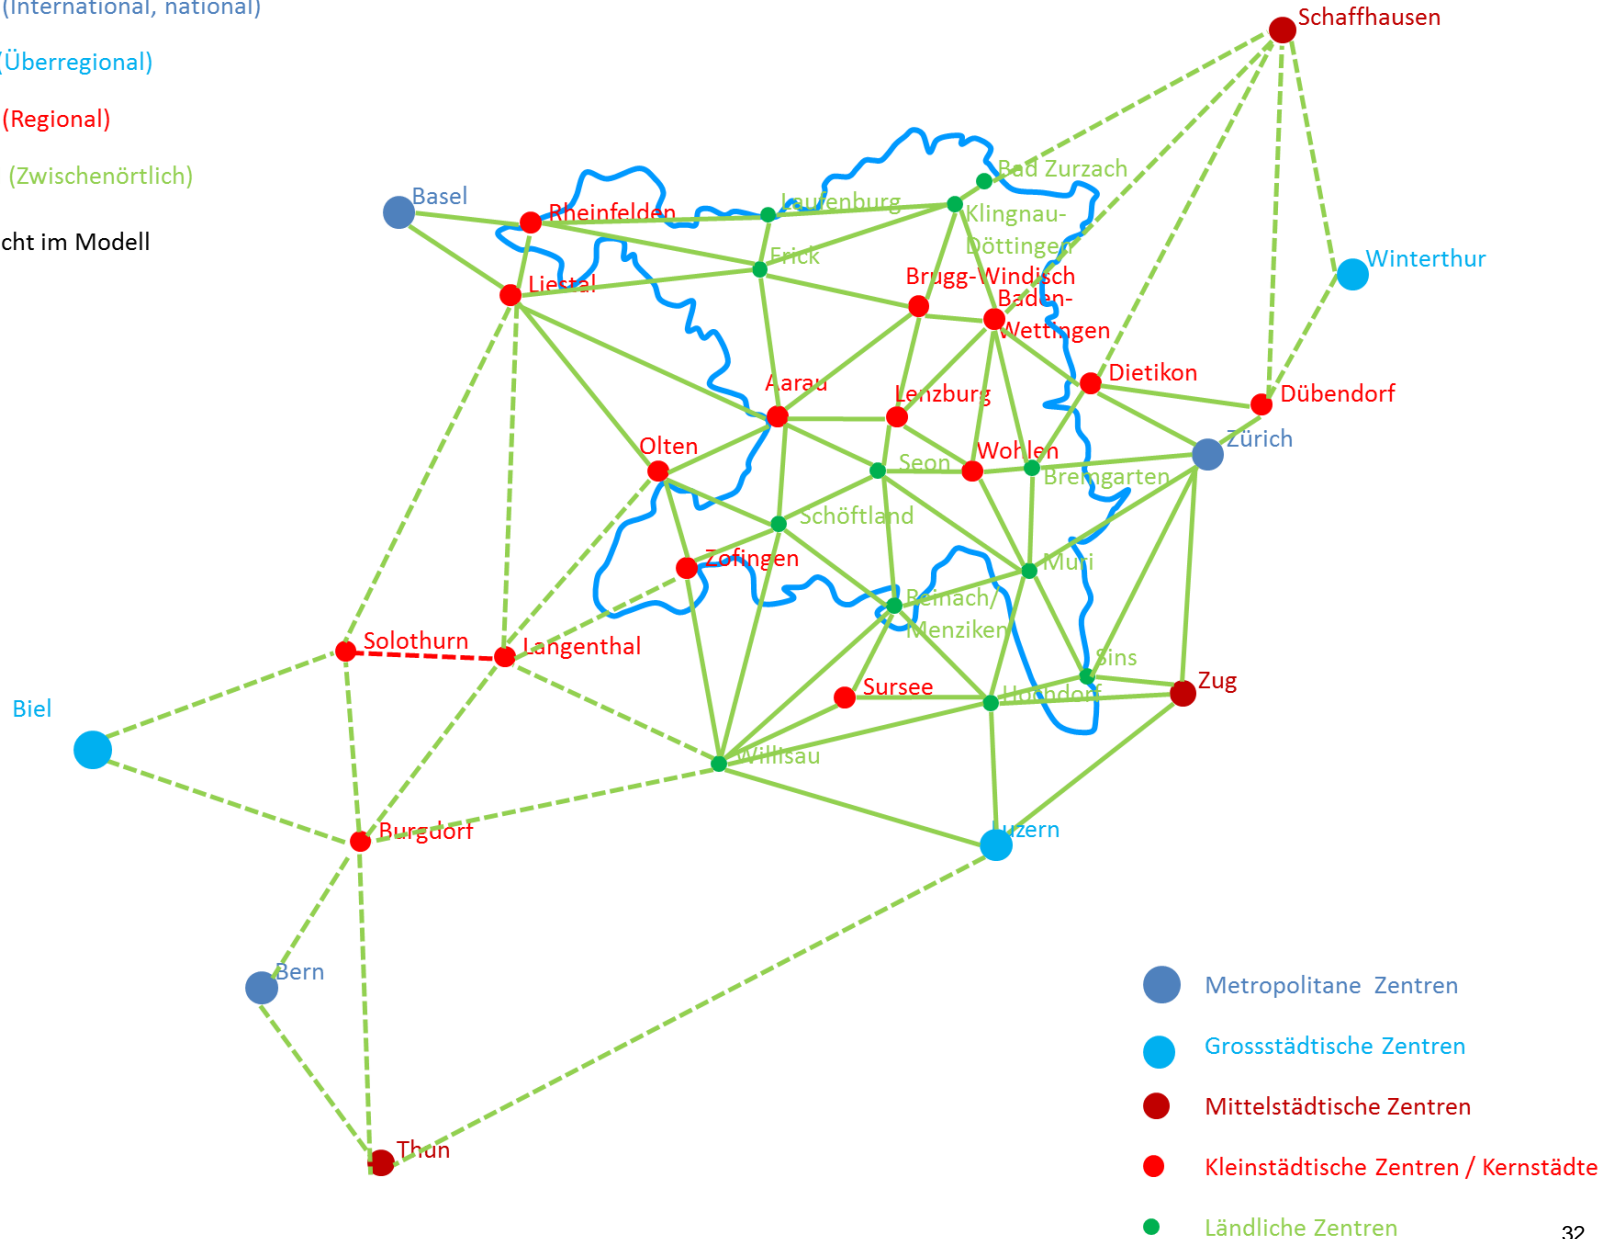 (International, national)
Schaffhausen
(Überregional)
(Regional)
(Zwischenörtlich)
Bad Zurzach
Basel
Laufenburg
Rheinfelden
Klingnau-
Döttingen
cht im Modell
Frick
Winterthur
Brugg-Windisch
Liestal
Baden-
Wettingen
Dietikon
Aarau
Lenzburg
Dübendorf
Zürich
Olten
Wohlen
Seon
Bremgarten
Schöftland
Zofingen
Muri
Reinach/
Menziken
Solothurn
Langenthal
Sins
Zug
Sursee
Hochdorf
Biel
Willisau
Burgdorf
Luzern
Bern
Metropolitane Zentren
Grossstädtische Zentren
Mittelstädtische Zentren
Thun
Kleinstädtische Zentren / Kernstädte
Ländliche Zentren
32